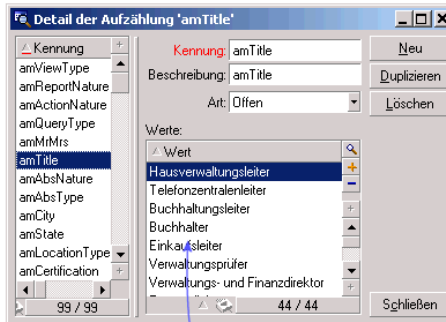 Detail der Aufzählung 'amTitle'
Kennung
amViewType
amReportNature
amActionNature
amQueryType
amMrMrs
amTitle
amAbsNature
amAbsType
amCity
amState
amLocationType
amCertification
99 / 99
Kennung: amTitle
Beschreibung: amTitle
Art: Offen
Werte:
Wert
Hausverwaltungsleiter
Telefonzentralenleiter
Buchhaltungsleiter
Buchhalter
Einkaufsleiter
Verwaltungsprüfer
Verwaltungs- und Finanzdirektor
44 / 44
Neu
Duplizieren
Löschen
Schließen